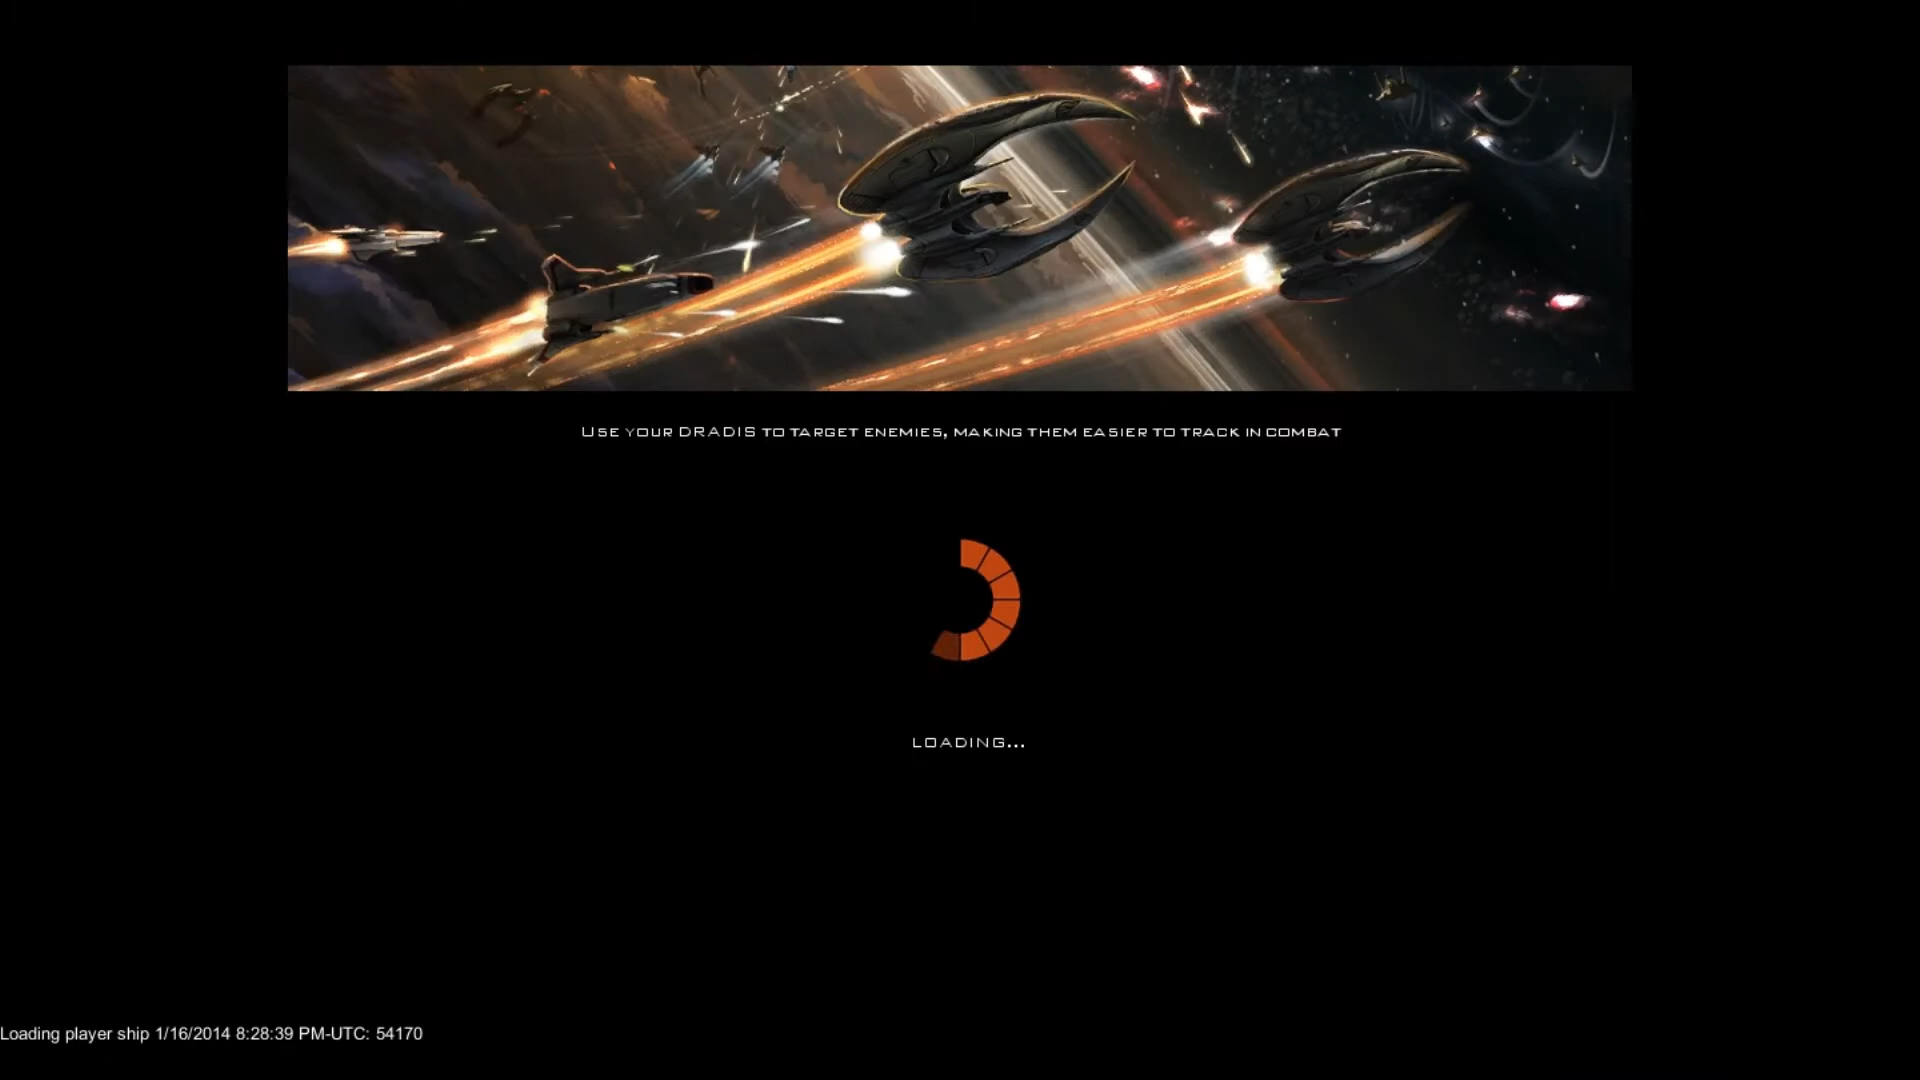 Use your DRADIS to target enemies, making them easier to track in combat
LOADING...
Loading player ship 1/16/2014 8:28:39 PM-UTC: 54170